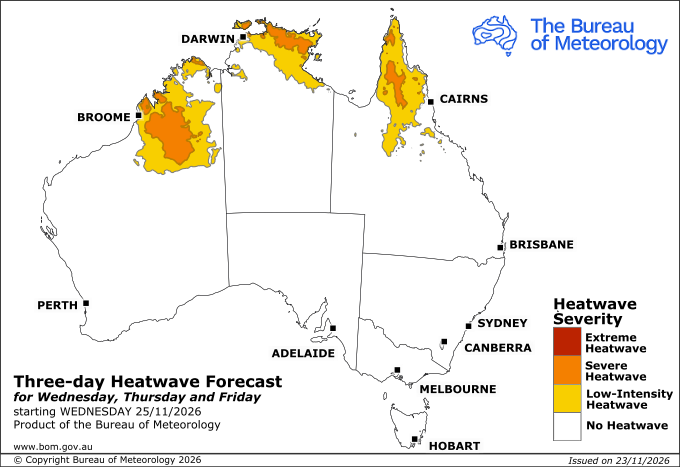 The Bureau
of Meteorology
DARWIN
CAIRNS
BROOME
BRISBANE
PERTH
SYDNEY
CANBERRA
ADELAIDE
MELBOURNE
HOBART
Heatwave
Severity
Extreme
Heatwave
Severe
Heatwave
Low-Intensity
Heatwave
No Heatwave
Three-day Heatwave Forecast
for Wednesday, Thursday and Friday
starting WEDNESDAY 25/11/2026
Product of the Bureau of Meteorology
www.bom.gov.au
© Copyright Bureau of Meteorology 2026
Issued on 23/11/2026